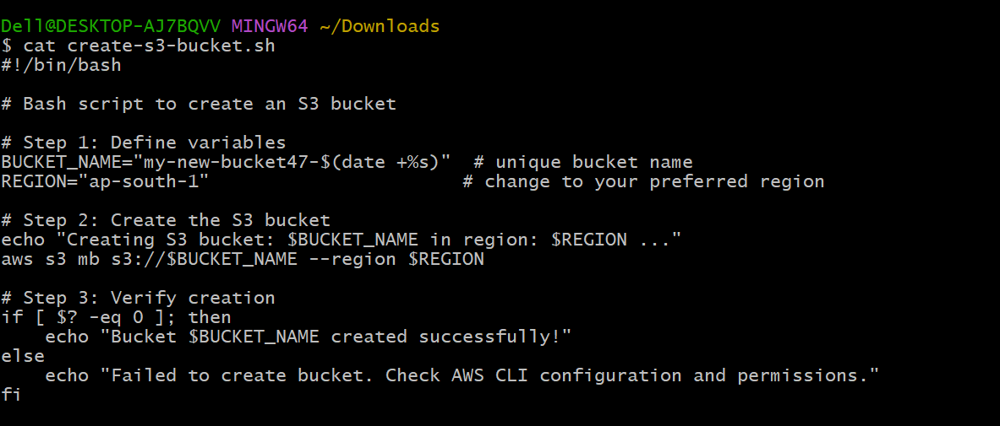 Dell@DESKTOP-AJ7BQVV MINGW64 ~/Downloads
$ cat create-s3-bucket.sh
#!/bin/bash

# Bash script to create an S3 bucket

# Step 1: Define variables
BUCKET_NAME="my-new-bucket47-$(date +%s)"  # unique bucket name
REGION="ap-south-1"                       # change to your preferred region

# Step 2: Create the S3 bucket
echo "Creating S3 bucket: $BUCKET_NAME in region: $REGION ..."
aws s3 mb s3://$BUCKET_NAME --region $REGION

# Step 3: Verify creation
if [ $? -eq 0 ]; then
    echo "Bucket $BUCKET_NAME created successfully!"
else
    echo "Failed to create bucket. Check AWS CLI configuration and permissions."
fi